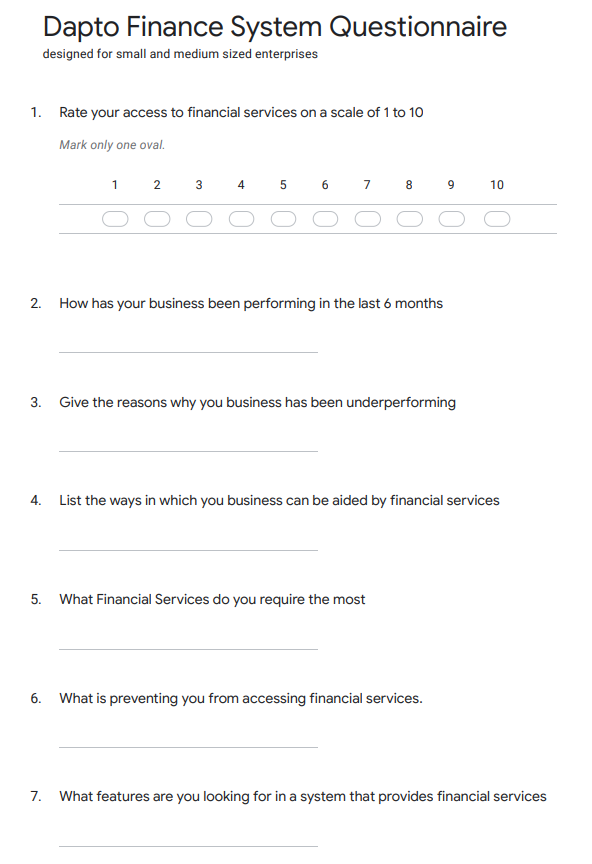 Dapto Finance System Questionnaire
designed for small and medium sized enterprises
1. Rate your access to financial services on a scale of 1 to 10
Mark only one oval.
1 2 3 4 5 6 7 8 9 10
2. How has your business been performing in the last 6 months
3. Give the reasons why you business has been underperforming
4. List the ways in which you business can be aided by financial services
5. What Financial Services do you require the most
6. What is preventing you from accessing financial services.
7. What features are you looking for in a system that provides financial services